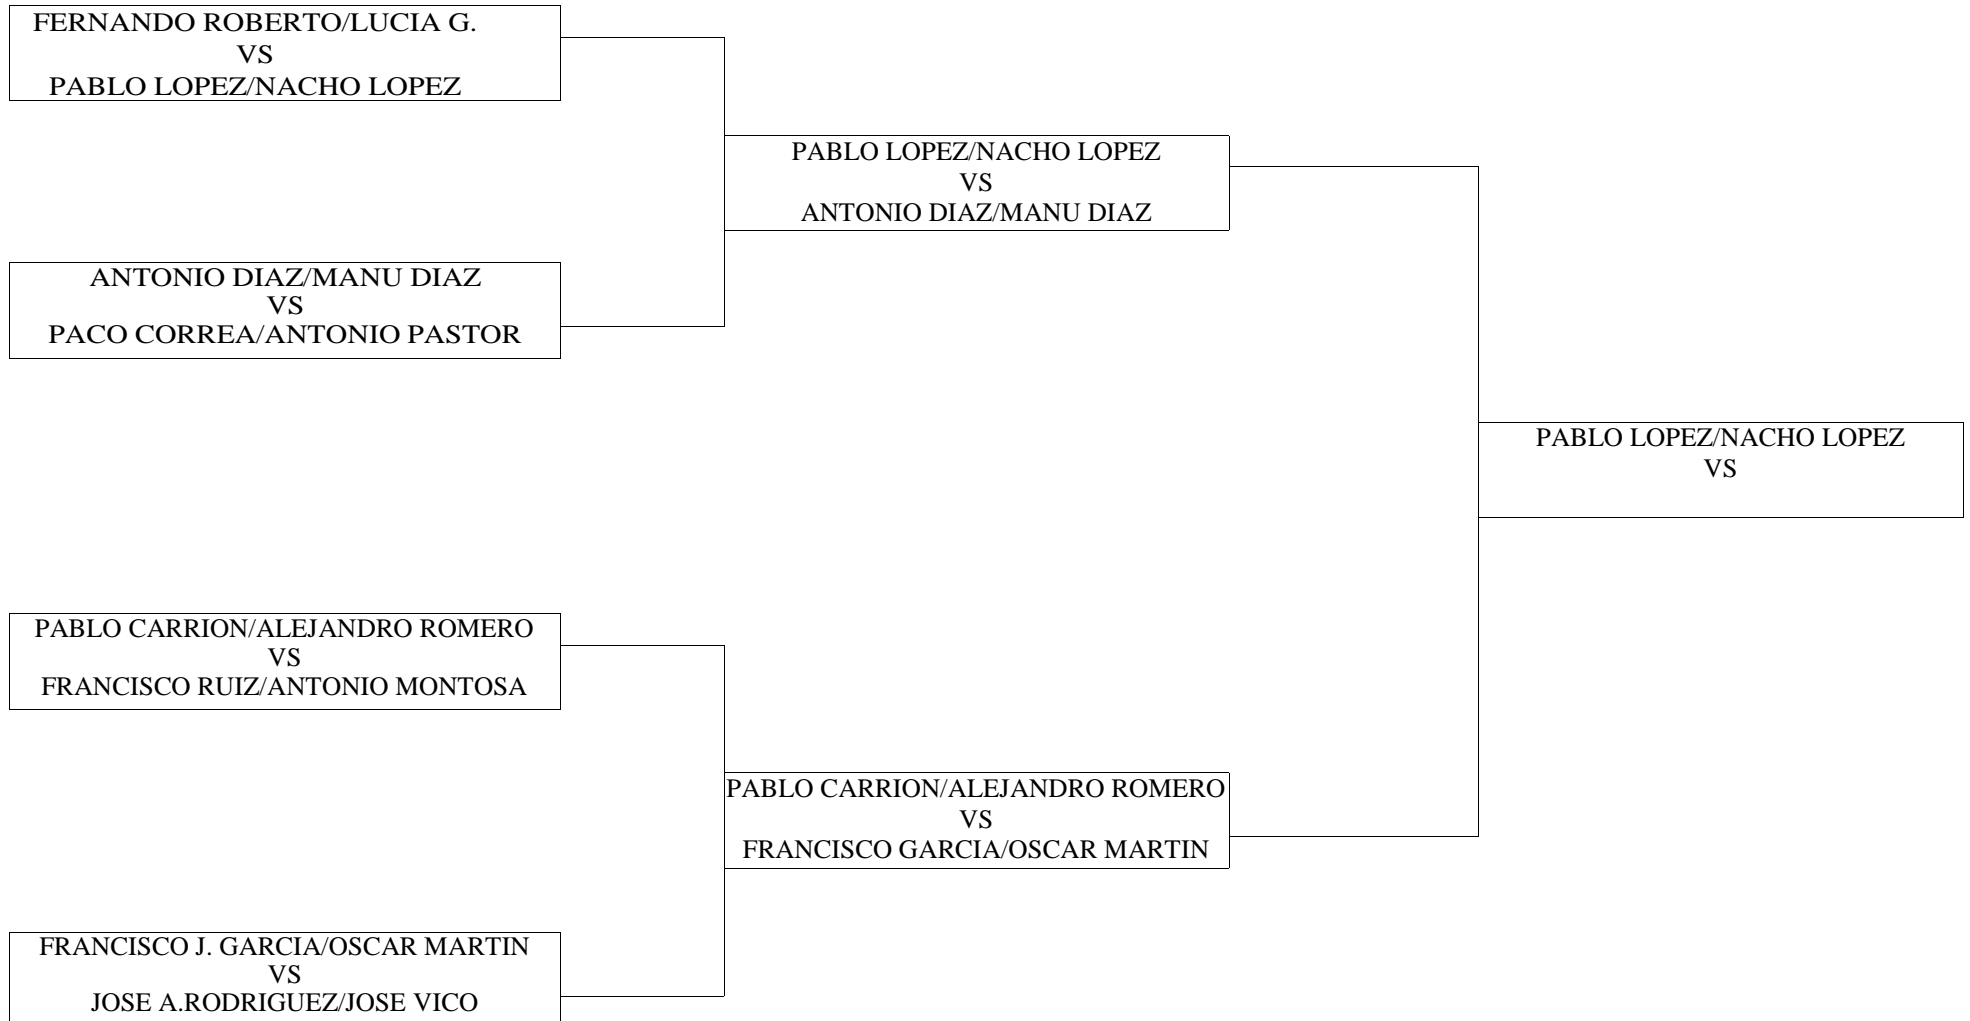 FERNANDO ROBERTO/LUCIA G.
VS
PABLO LOPEZ/NACHO LOPEZ
ANTONIO DIAZ/MANU DIAZ
VS
PACO CORREA/ANTONIO PASTOR
PABLO CARRION/ALEJANDRO ROMERO
VS
FRANCISCO RUIZ/ANTONIO MONTOSA
FRANCISCO J. GARCIA/OSCAR MARTIN
VS
JOSE A.RODRIGUEZ/JOSE VICO
PABLO LOPEZ/NACHO LOPEZ
VS
ANTONIO DIAZ/MANU DIAZ
PABLO CARRION/ALEJANDRO ROMERO
VS
FRANCISCO GARCIA/OSCAR MARTIN
PABLO LOPEZ/NACHO LOPEZ
VS